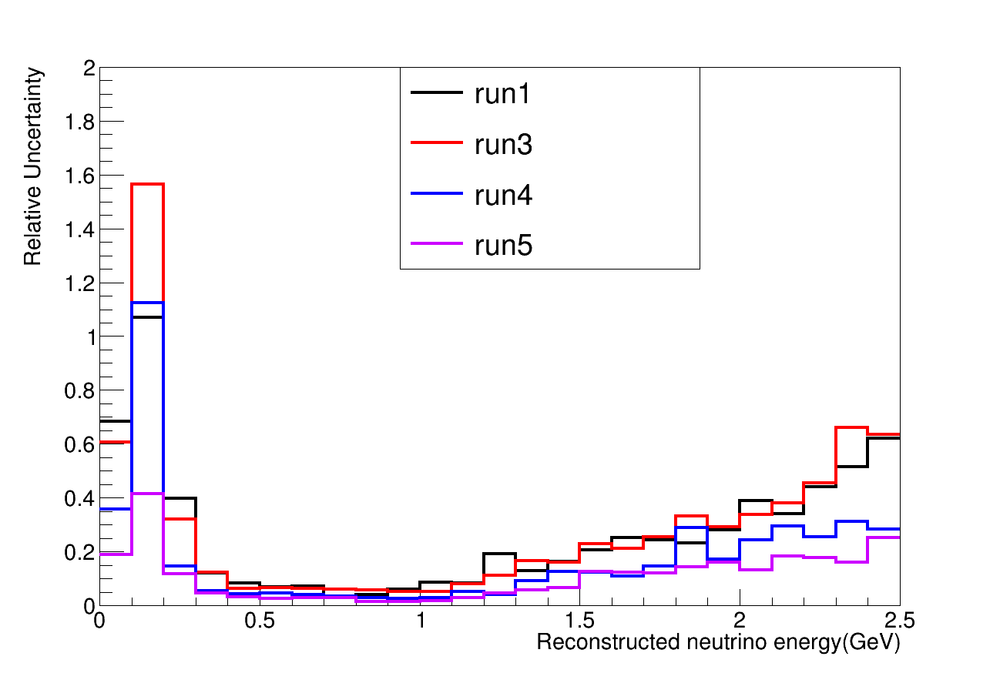 Relative Uncertainty
2
1.8
1.6
1.4
1.2
1
0.8
0.6
0.4
0.2
0
run1
run3
run4
run5
0 0.5 1 1.5 2 2.5
Reconstructed neutrino energy(GeV)